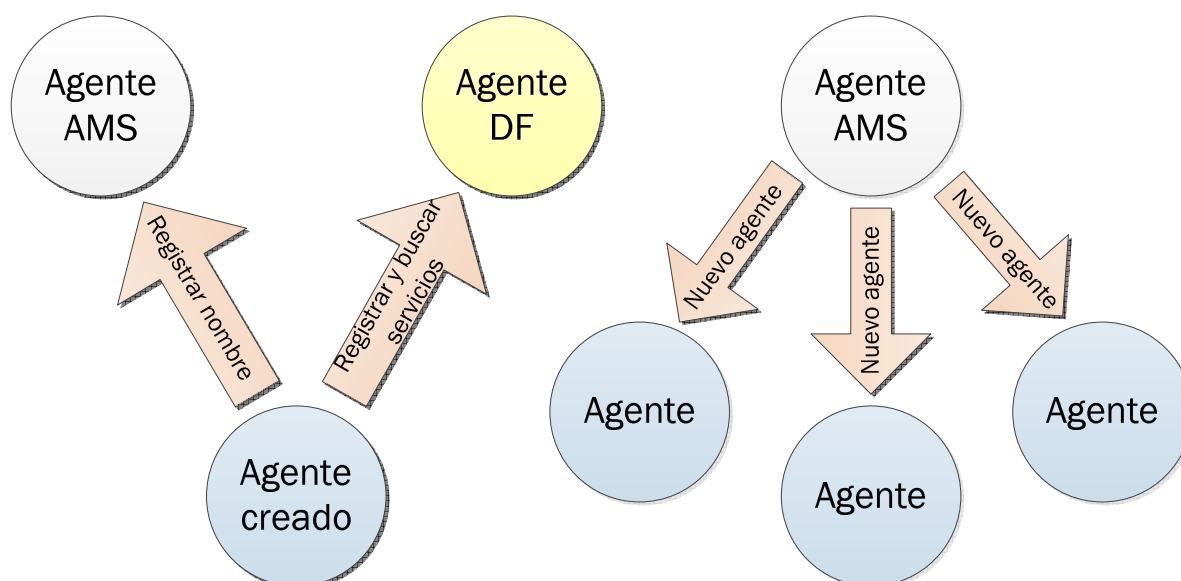 Agente
AMS
Agente
DF
Agente
AMS
Registrar nombre
Registrar y buscar
servicios
Nuevo agente
Nuevo agente
Nuevo agente
Agente
Agente
Agente
Agente
creado